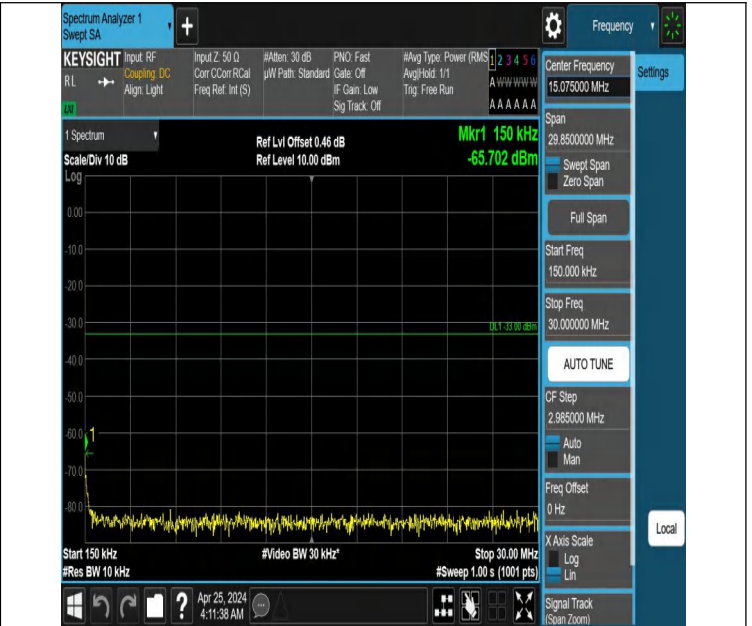 Spectrum Analyzer 1
Swept SA
+
Frequency
KEYSIGHT
RL
LXI
Input: RF
Coupling: DC
Align: Light
Input Z: 50 Ω
Corr CCorr RCal
Freq Ref: Int (S)
#Atten: 30 dB
µW Path: Standard
PNO: Fast
Gate: Off
IF Gain: Low
Sig Track: Off
#Avg Type: Power (RMS
Avg|Hold: 1/1
Trig: Free Run
1 2 3 4 5 6
A W W W W W
A A A A A A
1 Spectrum
Scale/Div 10 dB
Ref Lvl Offset 0.46 dB
Ref Level 10.00 dBm
Mkr1 150 kHz
-65.702 dBm
Log
0.00
-10.0
-20.0
-30.0
-40.0
-50.0
-60.0
-70.0
-80.0
DL1 -33.00 dBm
1
Start 150 kHz
#Res BW 10 kHz
#Video BW 30 kHz*
Stop 30.00 MHz
#Sweep 1.00 s (1001 pts)
Center Frequency
15.075000 MHz
Settings
Span
29.8500000 MHz
Swept Span
Zero Span
Full Span
Start Freq
150.000 kHz
Stop Freq
30.000000 MHz
AUTO TUNE
CF Step
2.985000 MHz
Auto
Man
Freq Offset
0 Hz
X Axis Scale
Log
Lin
Signal Track
(Span Zoom)
Local
?
Apr 25, 2024
4:11:38 AM